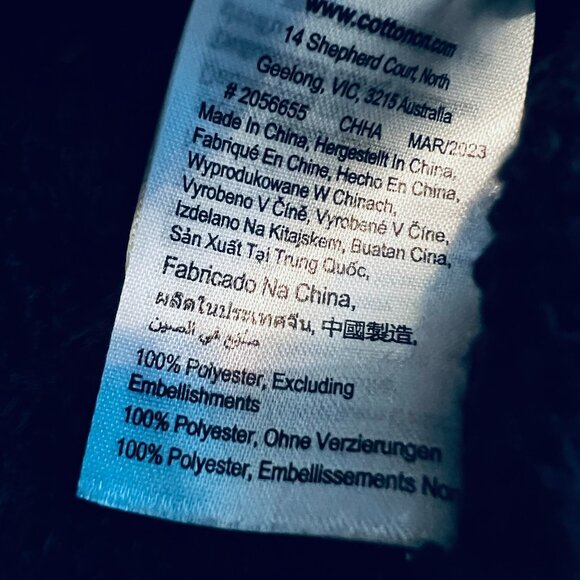 www.cottonon.com
14 Shepherd Court, North
Geelong, VIC, 3215 Australia
# 2056655 CHHA MAR/2023
Made In China, Hergestellt In China,
Fabriqué En Chine, Hecho En China,
Wyprodukowane W Chinach,
Vyrobeno V Číně, Vyrobené V Číne,
Izdelano Na Kitajskem, Buatan Cina,
Sản Xuất Tại Trung Quốc,
Fabricado Na China,
ผลิตในประเทศจีน, 中國製造,
صنع في الصين
100% Polyester, Excluding
Embellishments
100% Polyester, Ohne Verzierungen
100% Polyester, Embellissements Non